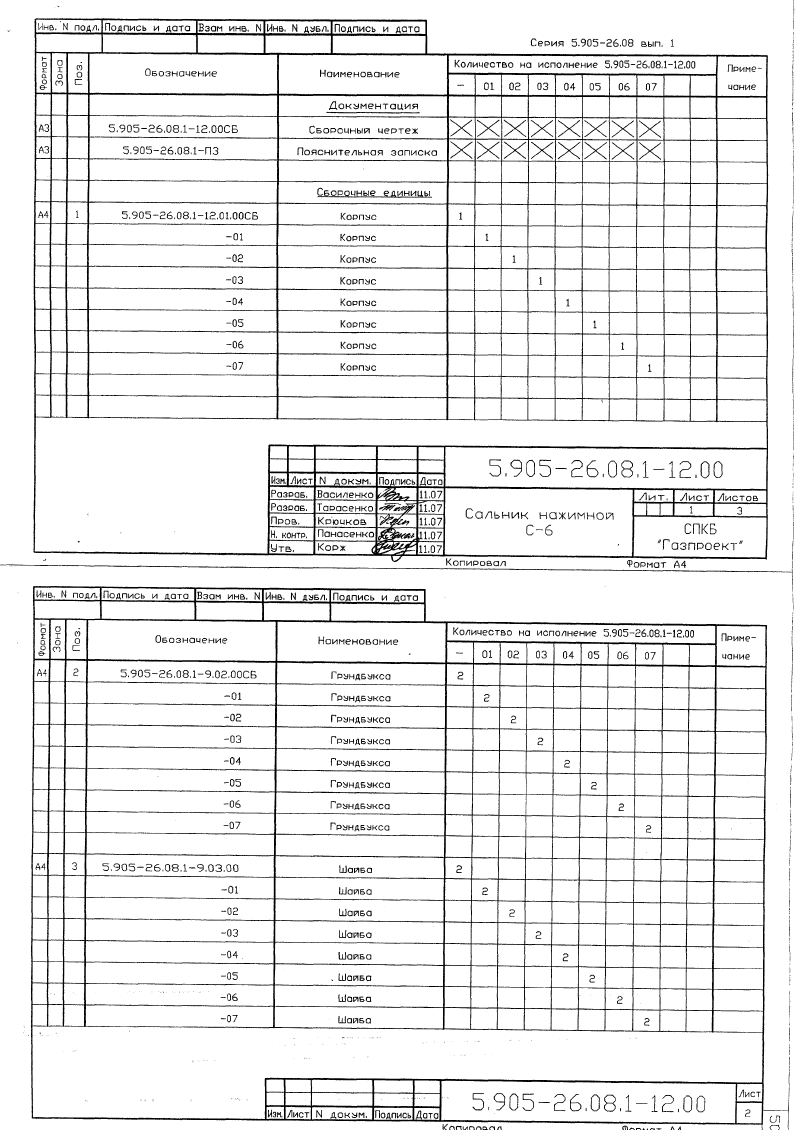 Инв. N подл. Подпись и дата Взам инв. N Инв. N дубл. Подпись и дата
Серия 5.905-26.08 вып. 1
Формат Зона Поз. Обозначение Наименование Количество на исполнение 5.905-26.08.1-12.00 Приме-
чание
- 01 02 03 04 05 06 07
Документация
А3 5.905-26.08.1-12.00СБ Сборочный чертеж
А3 5.905-26.08.1-ПЗ Пояснительная записка
Сборочные единицы
А4 1 5.905-26.08.1-12.01.00СБ Корпус 1
-01 Корпус 1
-02 Корпус 1
-03 Корпус 1
-04 Корпус 1
-05 Корпус 1
-06 Корпус 1
-07 Корпус 1
5.905-26.08.1-12.00
Изм. Лист N докум. Подпись Дата
Разраб. Василенко 11.07
Разраб. Тарасенко 11.07
Пров. Крючков 11.07
Н. контр. Панасенко 11.07
Утв. Корж 11.07
Сальник нажимной
С-6
Лит. Лист Листов
1 3
СПКБ
"Газпроект"
Копировал Формат А4
Инв. N подл. Подпись и дата Взам инв. N Инв. N дубл. Подпись и дата
Формат Зона Поз. Обозначение Наименование Количество на исполнение 5.905-26.08.1-12.00 Приме-
чание
- 01 02 03 04 05 06 07
А4 2 5.905-26.08.1-9.02.00СБ Грундбукса 2
-01 Грундбукса 2
-02 Грундбукса 2
-03 Грундбукса 2
-04 Грундбукса 2
-05 Грундбукса 2
-06 Грундбукса 2
-07 Грундбукса 2
А4 3 5.905-26.08.1-9.03.00 Шайба 2
-01 Шайба 2
-02 Шайба 2
-03 Шайба 2
-04 Шайба 2
-05 Шайба 2
-06 Шайба 2
-07 Шайба 2
Изм. Лист N докум. Подпись Дата
5.905-26.08.1-12.00
Лист
2
Копировал Формат А4